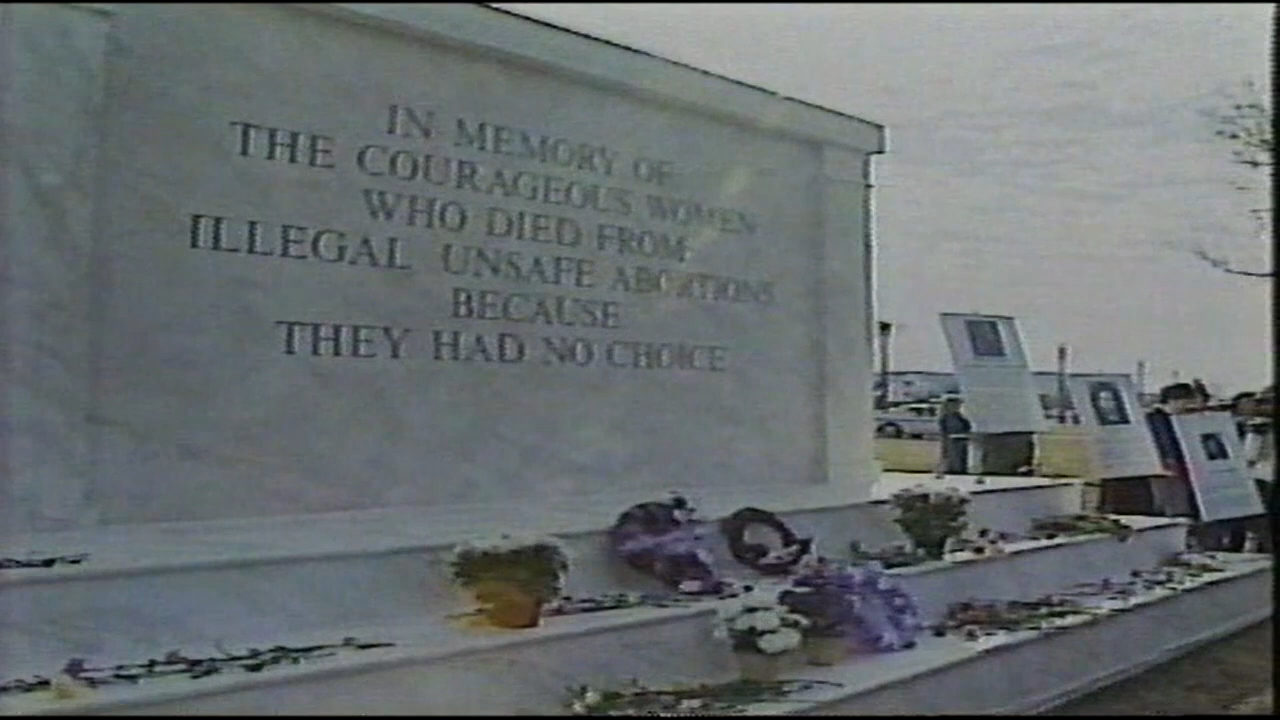 IN MEMORY OF
THE COURAGEOUS WOMEN
WHO DIED FROM
ILLEGAL UNSAFE ABORTIONS
BECAUSE
THEY HAD NO CHOICE